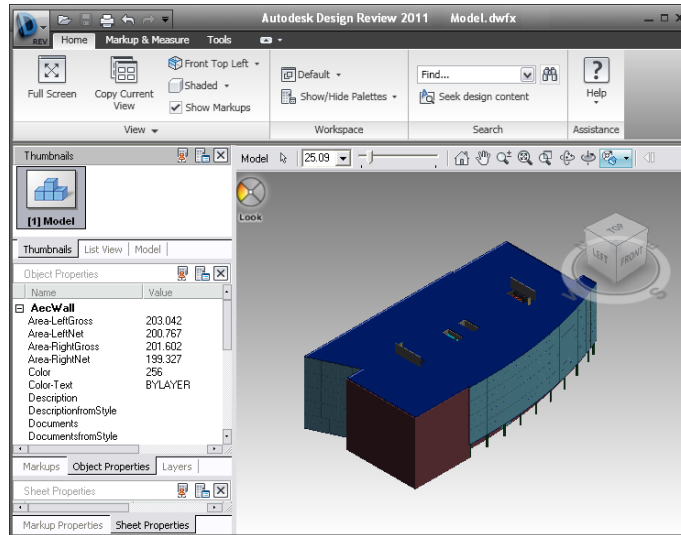 Autodesk Design Review 2011 Model.dwfx
REV
Home Markup & Measure Tools
Full Screen
Copy Current View
Front Top Left
Shaded
Show Markups
View
Default
Show/Hide Palettes
Workspace
Find...
Seek design content
Search
Help
Assistance
Thumbnails
[1] Model
Thumbnails List View Model
Object Properties
Name Value
AecWall
Area-LeftGross 203.042
Area-LeftNet 200.767
Area-RightGross 201.602
Area-RightNet 199.327
Color 256
Color-Text BYLAYER
Description
DescriptionfromStyle
Documents
DocumentsfromStyle
Markups Object Properties Layers
Sheet Properties
Markup Properties Sheet Properties
Model 25.09
Look
TOP
LEFT FRONT
W S